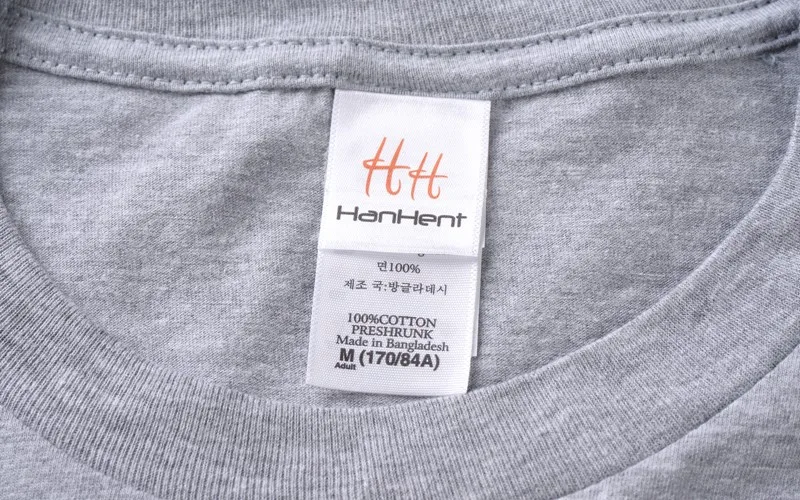 HH
HanHent
면100%
제조 국:방글라데시
100%COTTON
PRESHRUNK
Made in Bangladesh
M (170/84A)
Adult